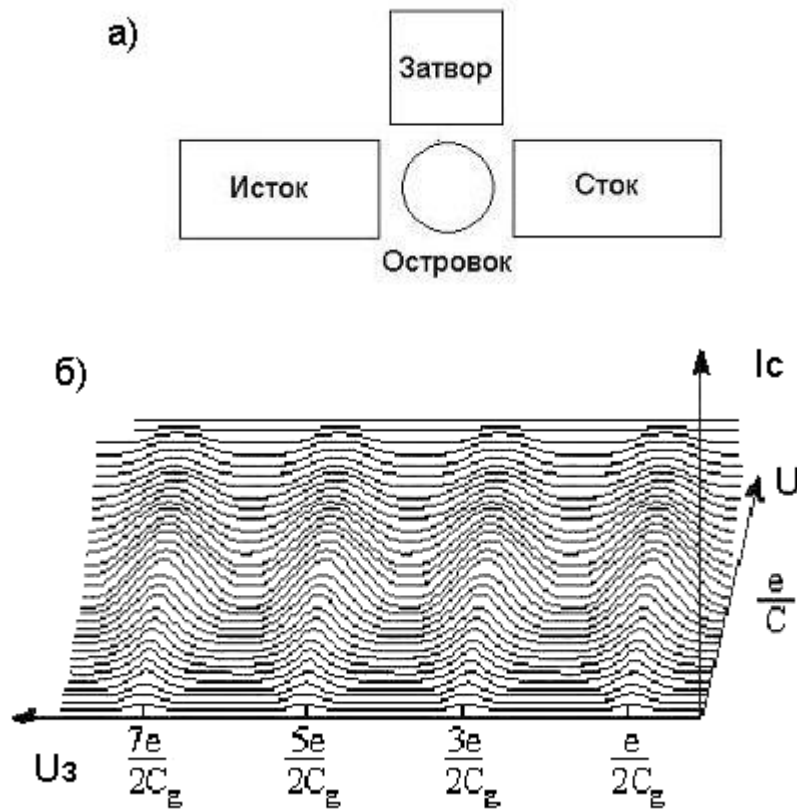 а)
Затвор
Исток
Сток
Островок
б)
Ic
U
e/C
Uз
7e/2Cg
5e/2Cg
3e/2Cg
e/2Cg